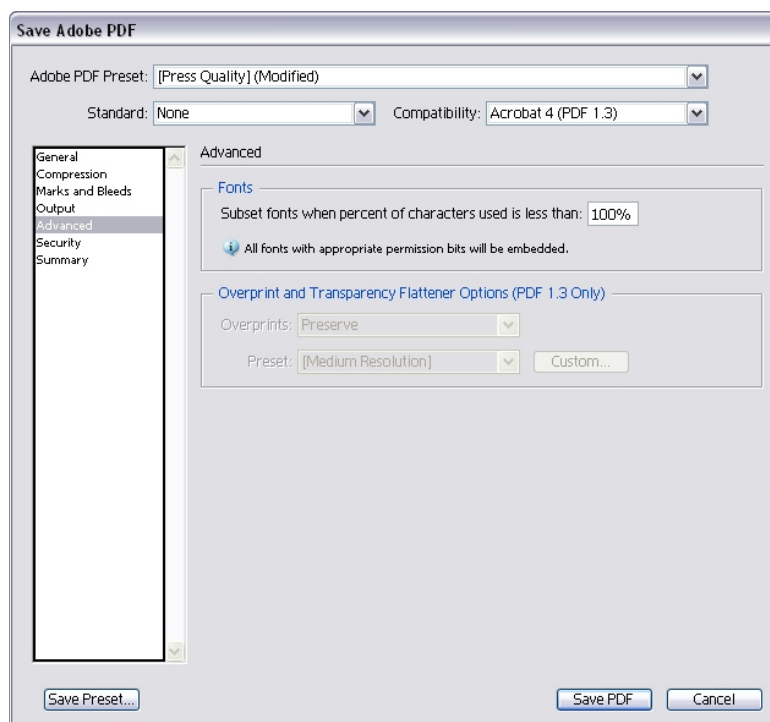 Save Adobe PDF
Adobe PDF Preset: [Press Quality] (Modified)
Standard: None Compatibility: Acrobat 4 (PDF 1.3)
General
Compression
Marks and Bleeds
Output
Advanced
Security
Summary
Advanced
Fonts
Subset fonts when percent of characters used is less than: 100%
All fonts with appropriate permission bits will be embedded.
Overprint and Transparency Flattener Options (PDF 1.3 Only)
Overprints: Preserve
Preset: [Medium Resolution] Custom...
Save Preset... Save PDF Cancel